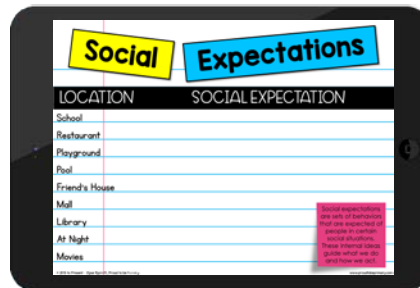 Social Expectations
LOCATION SOCIAL EXPECTATION
School
Restaurant
Playground
Pool
Friend's House
Mall
Library
At Night
Movies
Social expectations
are sets of behaviors
that are expected of
people in certain
social situations.
These internal ideas
guide what we do
and how we act.